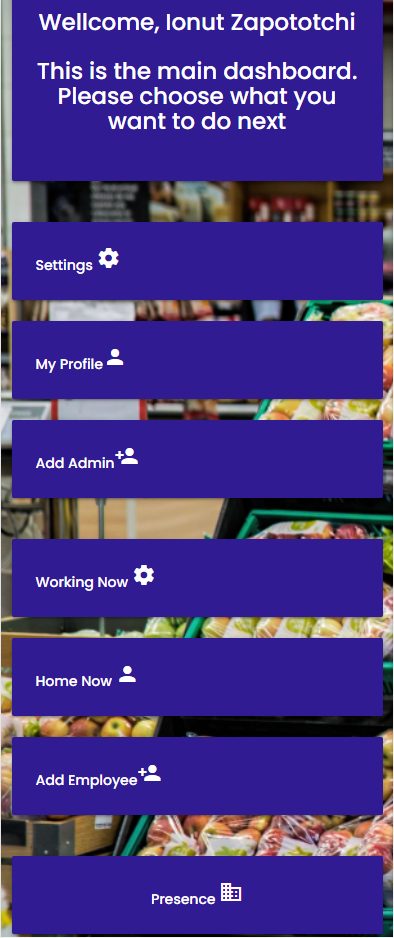 Wellcome, Ionut Zapototchi
This is the main dashboard.
Please choose what you
want to do next
Settings
My Profile
Add Admin
Working Now
Home Now
Add Employee
Presence